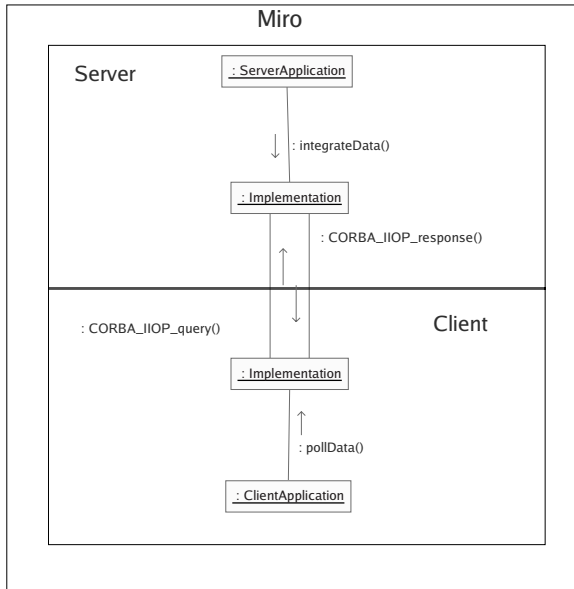 Miro
Server
: ServerApplication
: integrateData()
: Implementation
: CORBA_IIOP_response()
: CORBA_IIOP_query()
Client
: Implementation
: pollData()
: ClientApplication